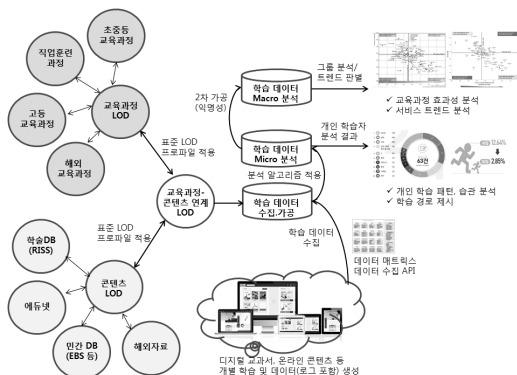 초중등
교육과정
직업훈련
과정
고등
교육과정
해외
교육과정
교육과정
LOD
표준 LOD
프로파일 적용
교육과정-
콘텐츠 연계
LOD
표준 LOD
프로파일 적용
학술DB
(RISS)
에듀넷
민간 DB
(EBS 등)
해외자료
콘텐츠
LOD
학습 데이터
Macro 분석
그룹 분석/
트렌드 판별
2차 가공
(익명성)
학습 데이터
Micro 분석
개인 학습자
분석 결과
분석 알고리즘 적용
학습 데이터
수집.가공
학습 데이터
수집
✓ 교육과정 효과성 분석
✓ 서비스 트렌드 분석
63건
12.64%
2.85%
✓ 개인 학습 패턴, 습관 분석
✓ 학습 경로 제시
데이터 매트릭스
데이터 수집 API
디지털 교과서, 온라인 콘텐츠 등
개별 학습 및 데이터(로그 포함) 생성